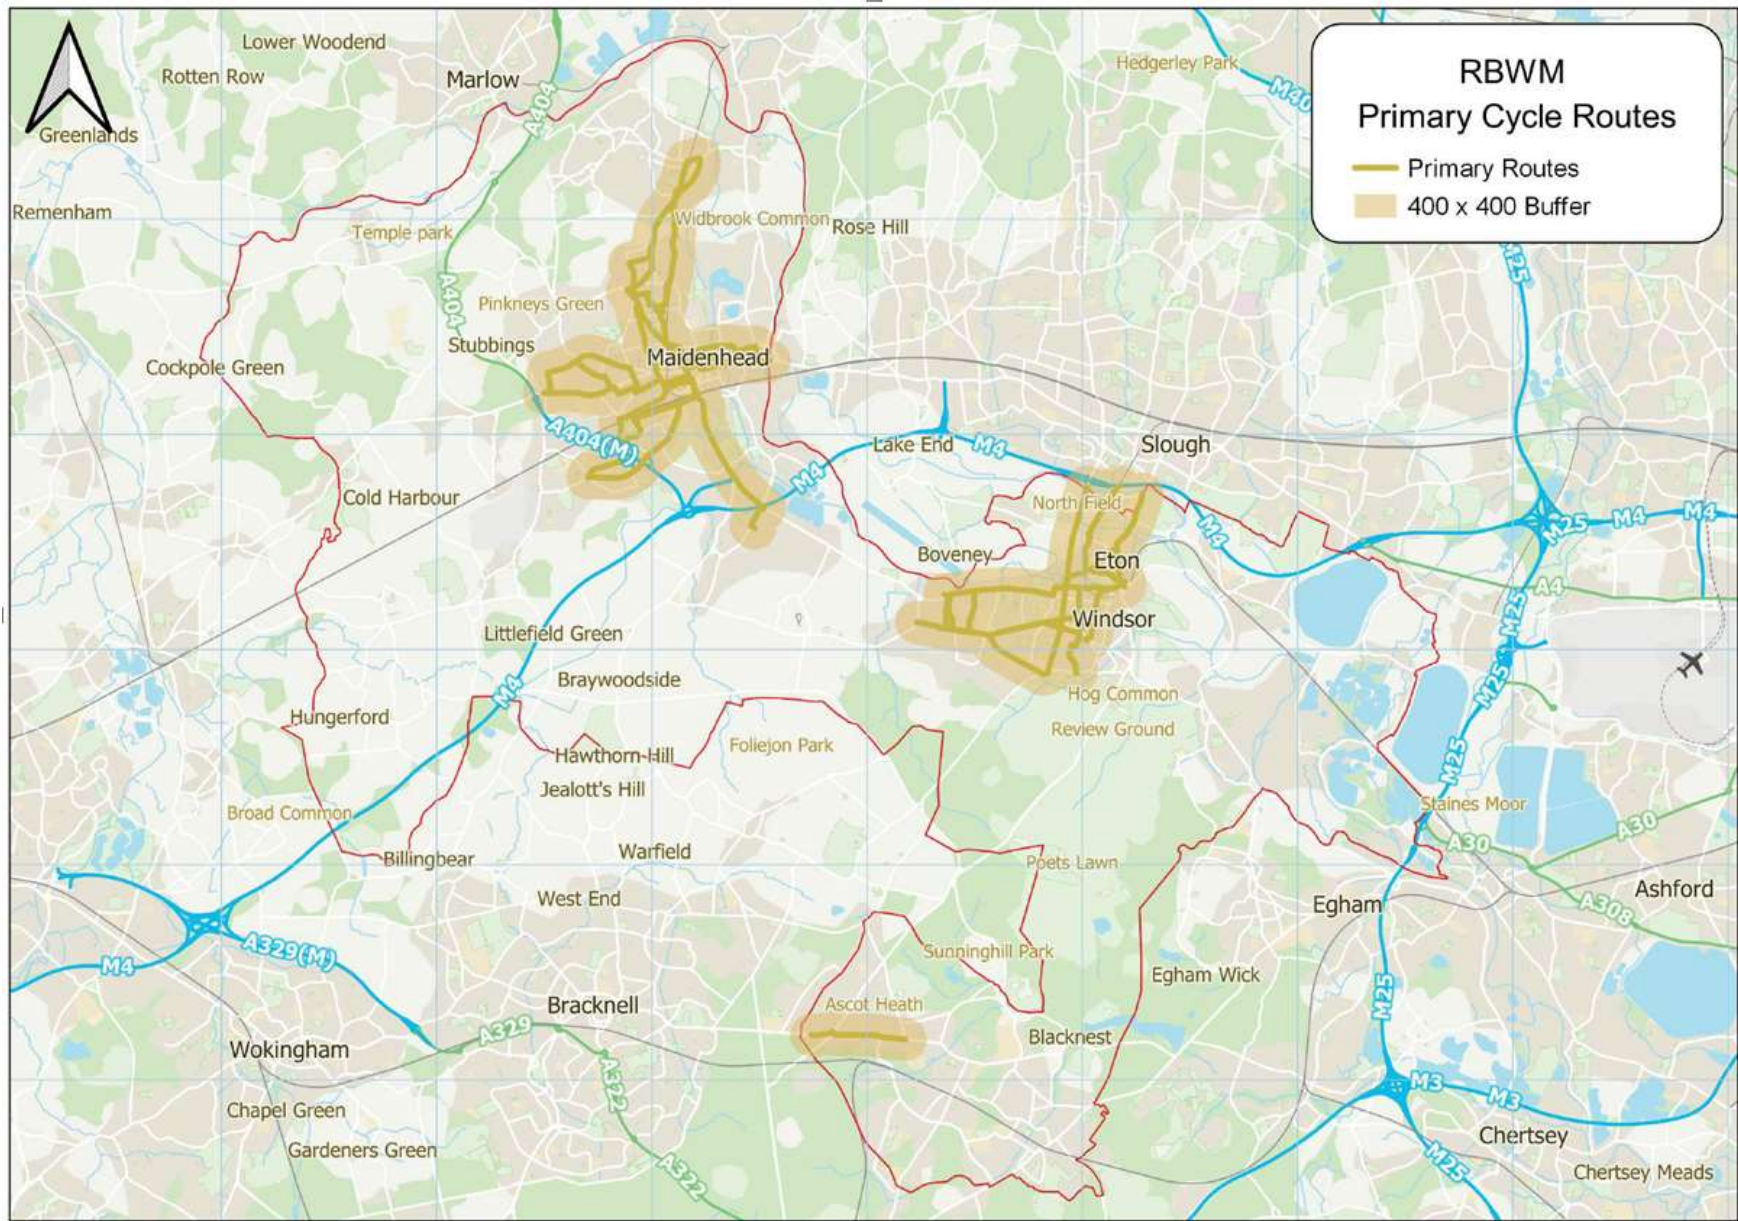 RBWM
Primary Cycle Routes
Primary Routes
400 x 400 Buffer
Lower Woodend
Rotten Row
Marlow
A404
Hedgerley Park
M40
Greenlands
Remenham
Temple park
Widbrook Common
Rose Hill
M25
A404
Pinkneys Green
Stubbings
Maidenhead
Cockpole Green
A404(M)
Lake End
M4
Slough
M4
Cold Harbour
North Field
M25
M4
M4
M4
Boveney
Eton
A4
M25
Windsor
Littlefield Green
M4
Braywoodside
Hog Common
M25
Hungerford
Review Ground
Hawthorn Hill
Foliejon Park
M25
Jealott's Hill
Broad Common
Staines Moor
A30
A30
Billingbear
Warfield
Poets Lawn
West End
Egham
Ashford
A308
A329(M)
M4
Sunninghill Park
Egham Wick
Bracknell
Ascot Heath
M25
A329
Blacknest
Wokingham
A322
M3
M3
Chapel Green
Gardeners Green
Chertsey
M25
A322
Chertsey Meads